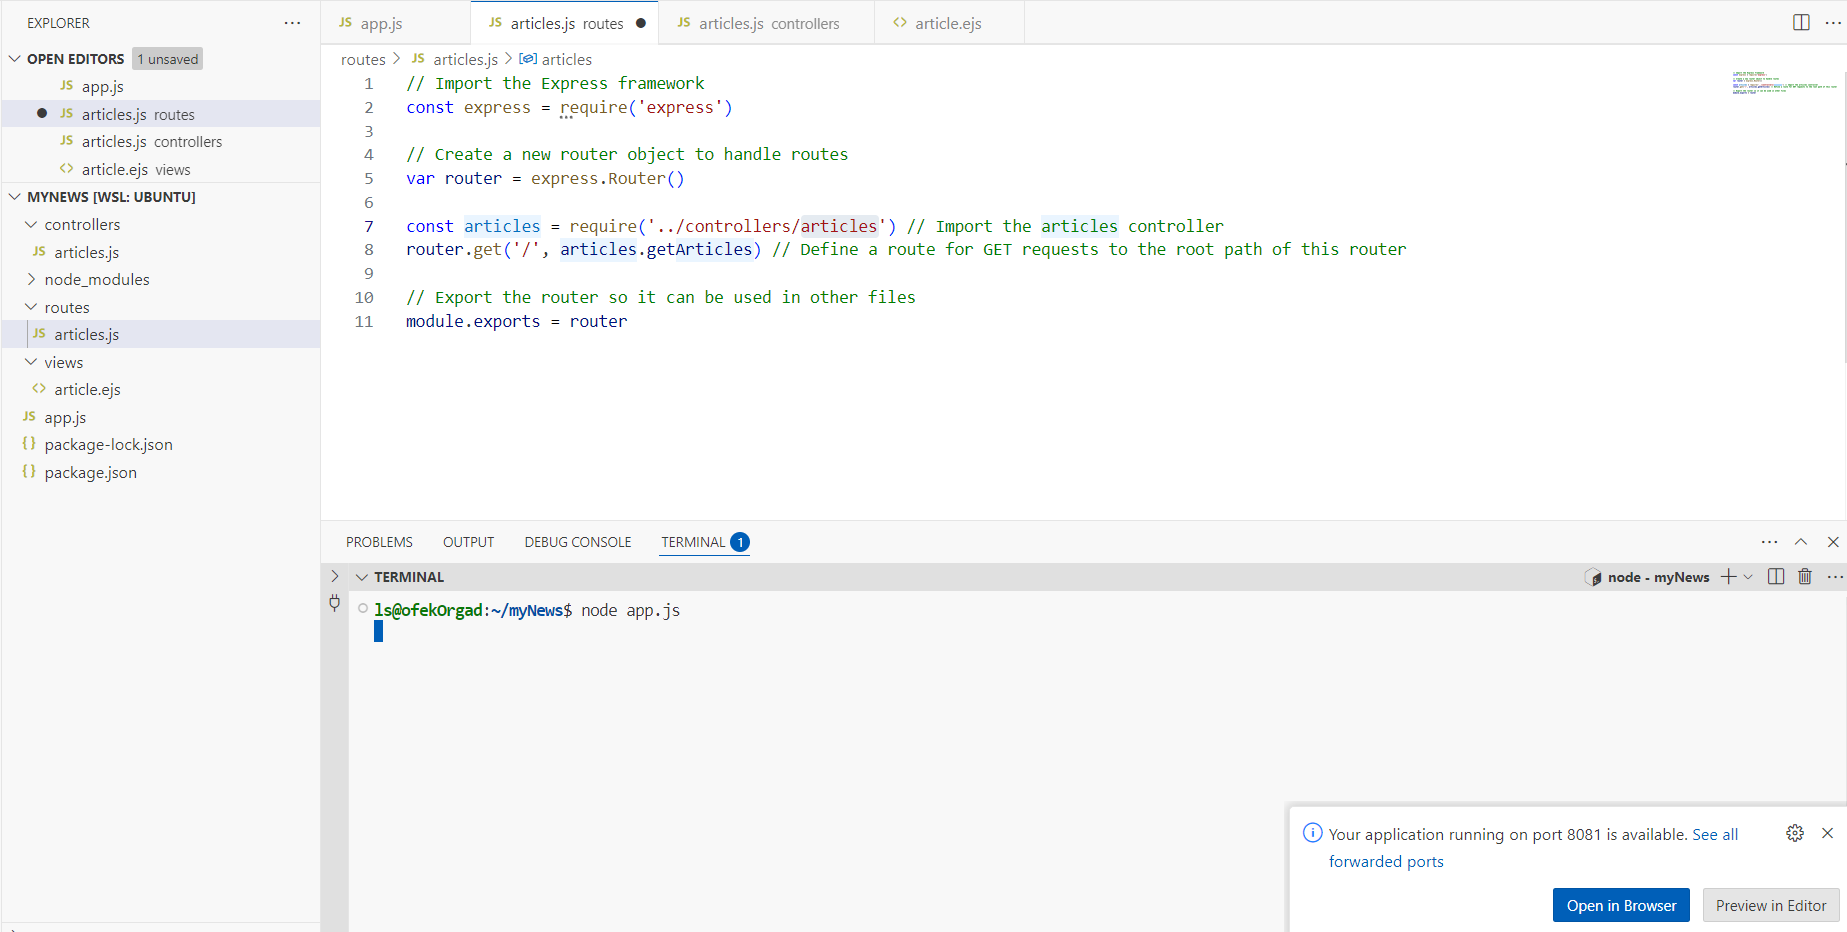 EXPLORER
OPEN EDITORS 1 unsaved
JS app.js
JS articles.js routes
JS articles.js controllers
<> article.ejs views
MYNEWS [WSL: UBUNTU]
controllers
JS articles.js
node_modules
routes
JS articles.js
views
<> article.ejs
JS app.js
{} package-lock.json
{} package.json
JS app.js
JS articles.js routes
JS articles.js controllers
<> article.ejs
routes > JS articles.js > articles
1 // Import the Express framework
2 const express = require('express')
3
4 // Create a new router object to handle routes
5 var router = express.Router()
6
7 const articles = require('../controllers/articles') // Import the articles controller
8 router.get('/', articles.getArticles) // Define a route for GET requests to the root path of this router
9
10 // Export the router so it can be used in other files
11 module.exports = router
PROBLEMS OUTPUT DEBUG CONSOLE TERMINAL 1
TERMINAL
node - myNews
ls@ofekOrgad:~/myNews$ node app.js
Your application running on port 8081 is available. See all
forwarded ports
Open in Browser
Preview in Editor